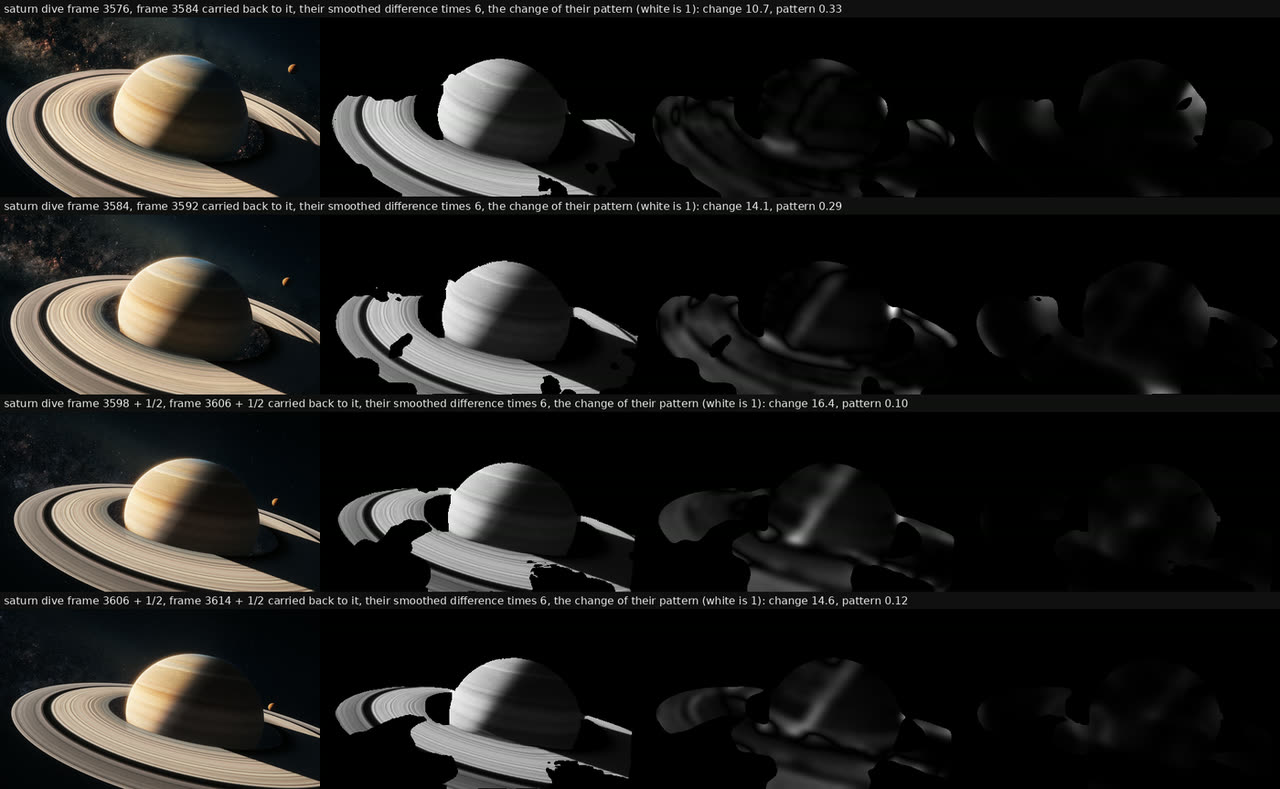 saturn dive frame 3576, frame 3584 carried back to it, their smoothed difference times 6, the change of their pattern (white is 1): change 10.7, pattern 0.33
saturn dive frame 3584, frame 3592 carried back to it, their smoothed difference times 6, the change of their pattern (white is 1): change 14.1, pattern 0.29
saturn dive frame 3598 + 1/2, frame 3606 + 1/2 carried back to it, their smoothed difference times 6, the change of their pattern (white is 1): change 16.4, pattern 0.10
saturn dive frame 3606 + 1/2, frame 3614 + 1/2 carried back to it, their smoothed difference times 6, the change of their pattern (white is 1): change 14.6, pattern 0.12